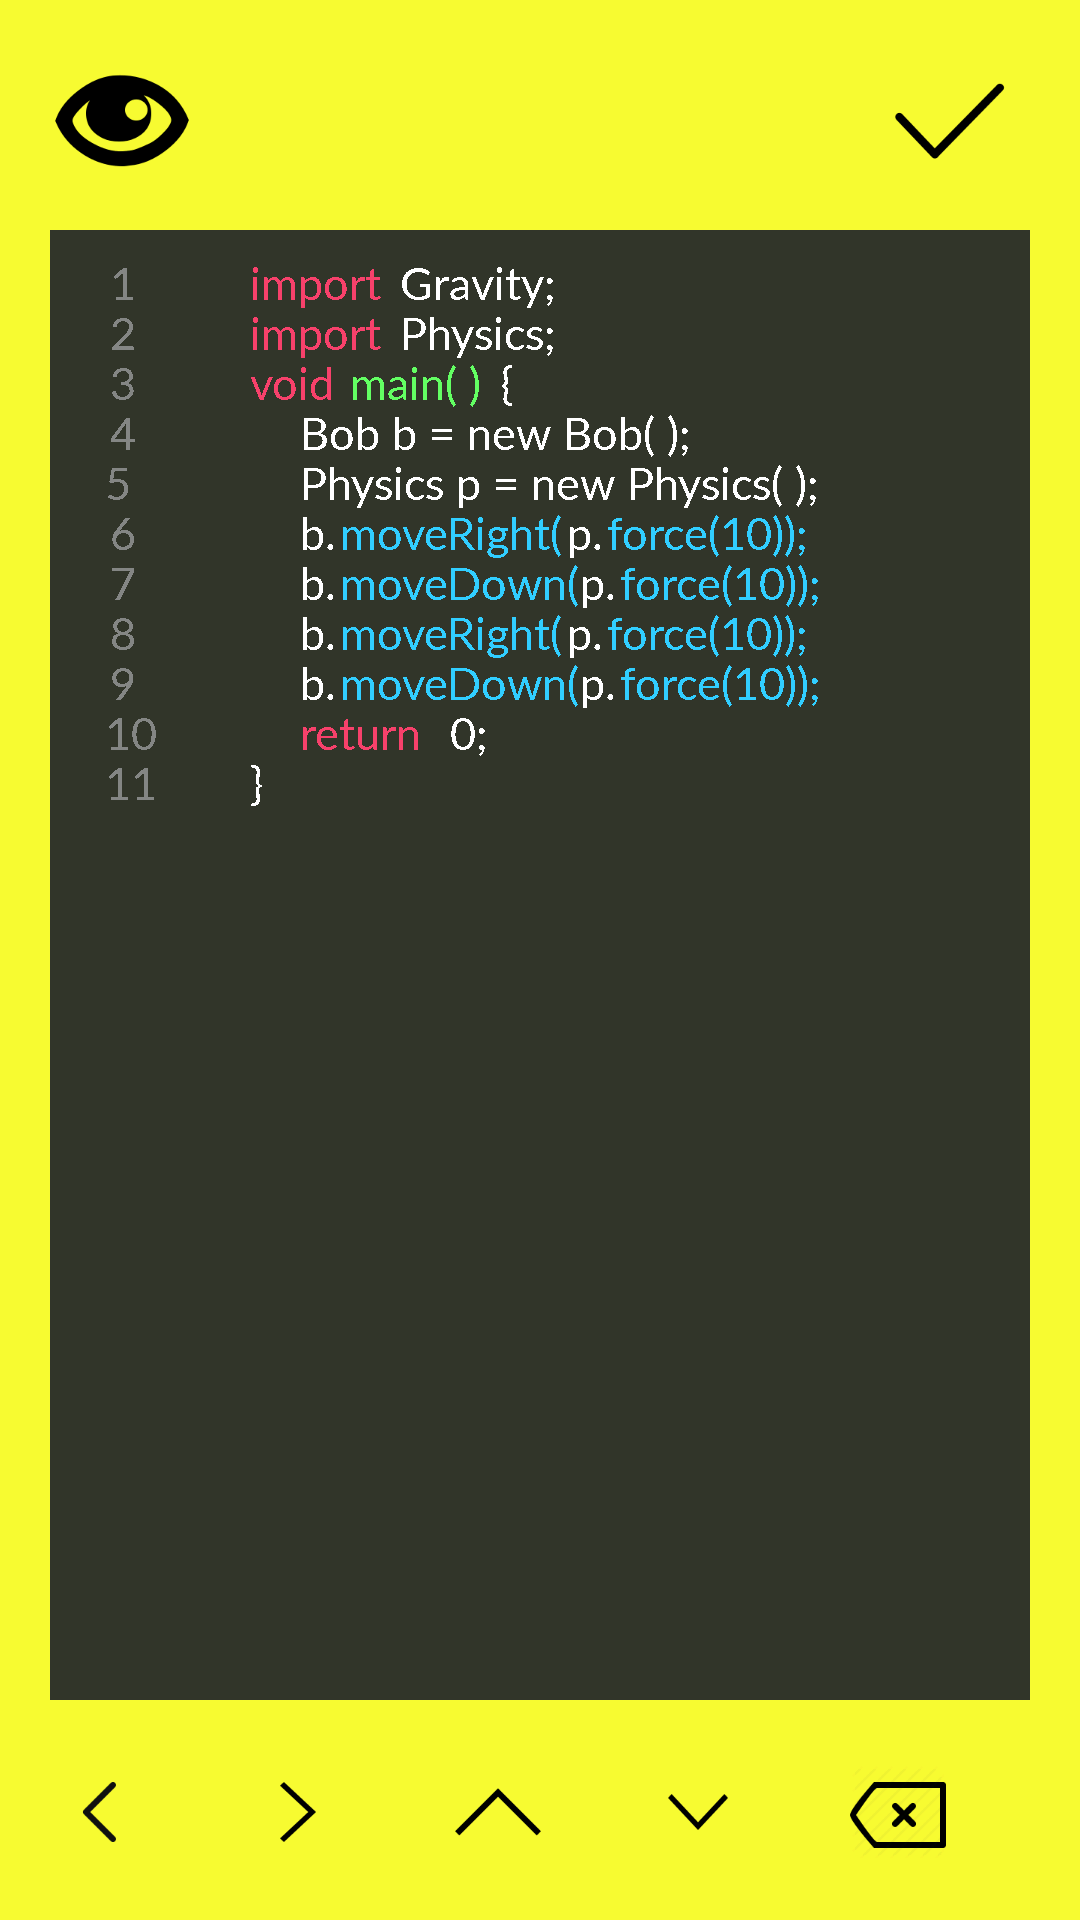 1 import Gravity;
2 import Physics;
3 void main( ) {
4 Bob b = new Bob( );
5 Physics p = new Physics( );
6 b.moveRight(p.force(10));
7 b.moveDown(p.force(10));
8 b.moveRight(p.force(10));
9 b.moveDown(p.force(10));
10 return 0;
11 }